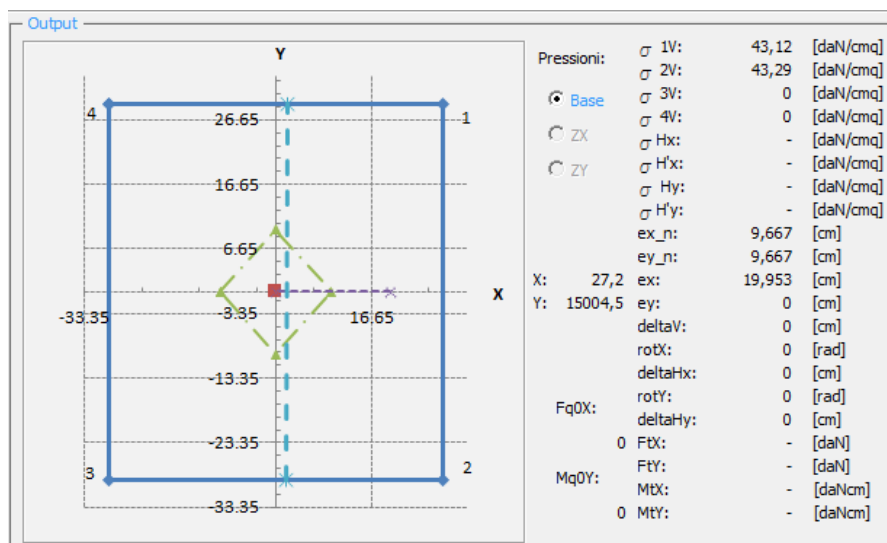 Output
Y
4
1
26.65
16.65
6.65
X
-33.35
-3.35
16.65
-13.35
-23.35
3
2
-33.35
Pressioni:
Base
ZX
ZY
σ 1V: 43,12 [daN/cmq]
σ 2V: 43,29 [daN/cmq]
σ 3V: 0 [daN/cmq]
σ 4V: 0 [daN/cmq]
σ Hx: - [daN/cmq]
σ H'x: - [daN/cmq]
σ Hy: - [daN/cmq]
σ H'y: - [daN/cmq]
ex_n: 9,667 [cm]
ey_n: 9,667 [cm]
X: 27,2 ex: 19,953 [cm]
Y: 15004,5 ey: 0 [cm]
deltaV: 0 [cm]
rotX: 0 [rad]
deltaHx: 0 [cm]
rotY: 0 [rad]
Fq0X:
deltaHy: 0 [cm]
0 FtX: - [daN]
FtY: - [daN]
Mq0Y:
MtX: - [daNcm]
0 MtY: - [daNcm]